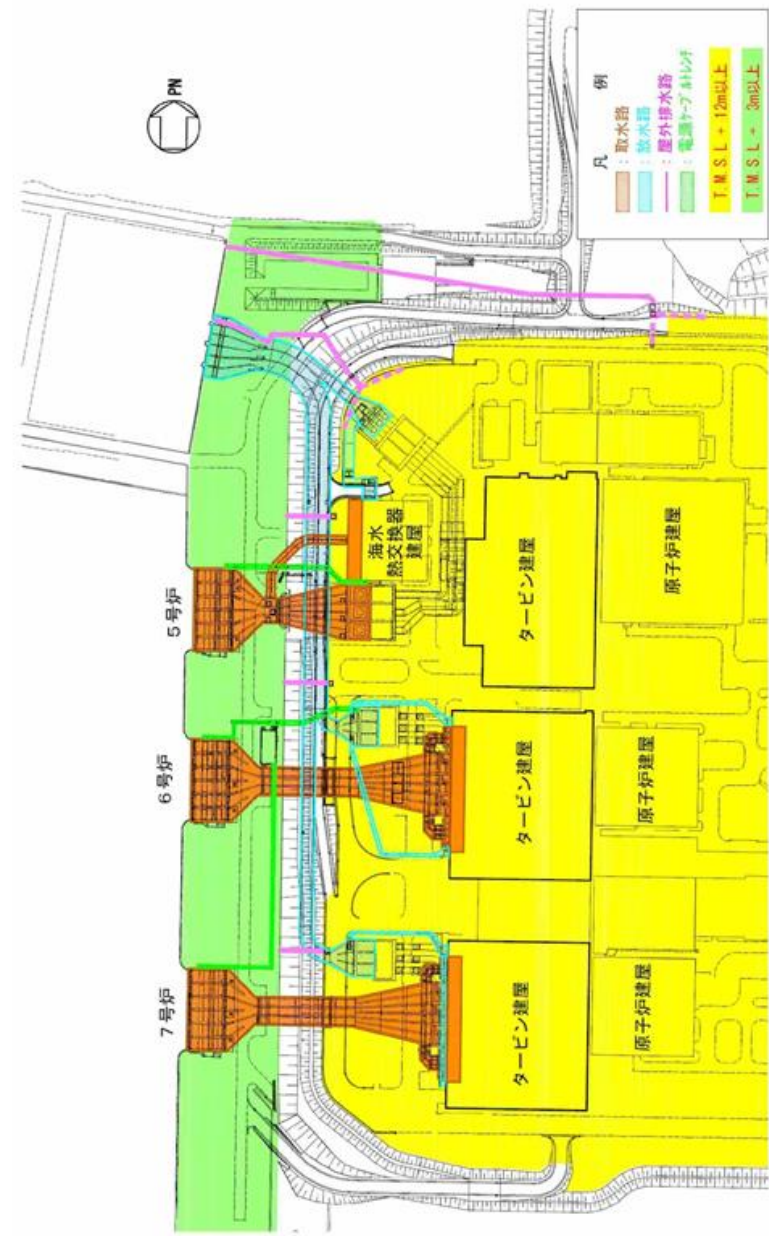 PN
凡 例
：取水路
：放水路
：屋外排水路
：電源ケーブルトレンチ
T.M.S.L＋12m以上
T.M.S.L＋ 3m以上
5号炉
海水
熱交換器
建屋
タービン建屋
原子炉建屋
6号炉
タービン建屋
原子炉建屋
7号炉
タービン建屋
原子炉建屋